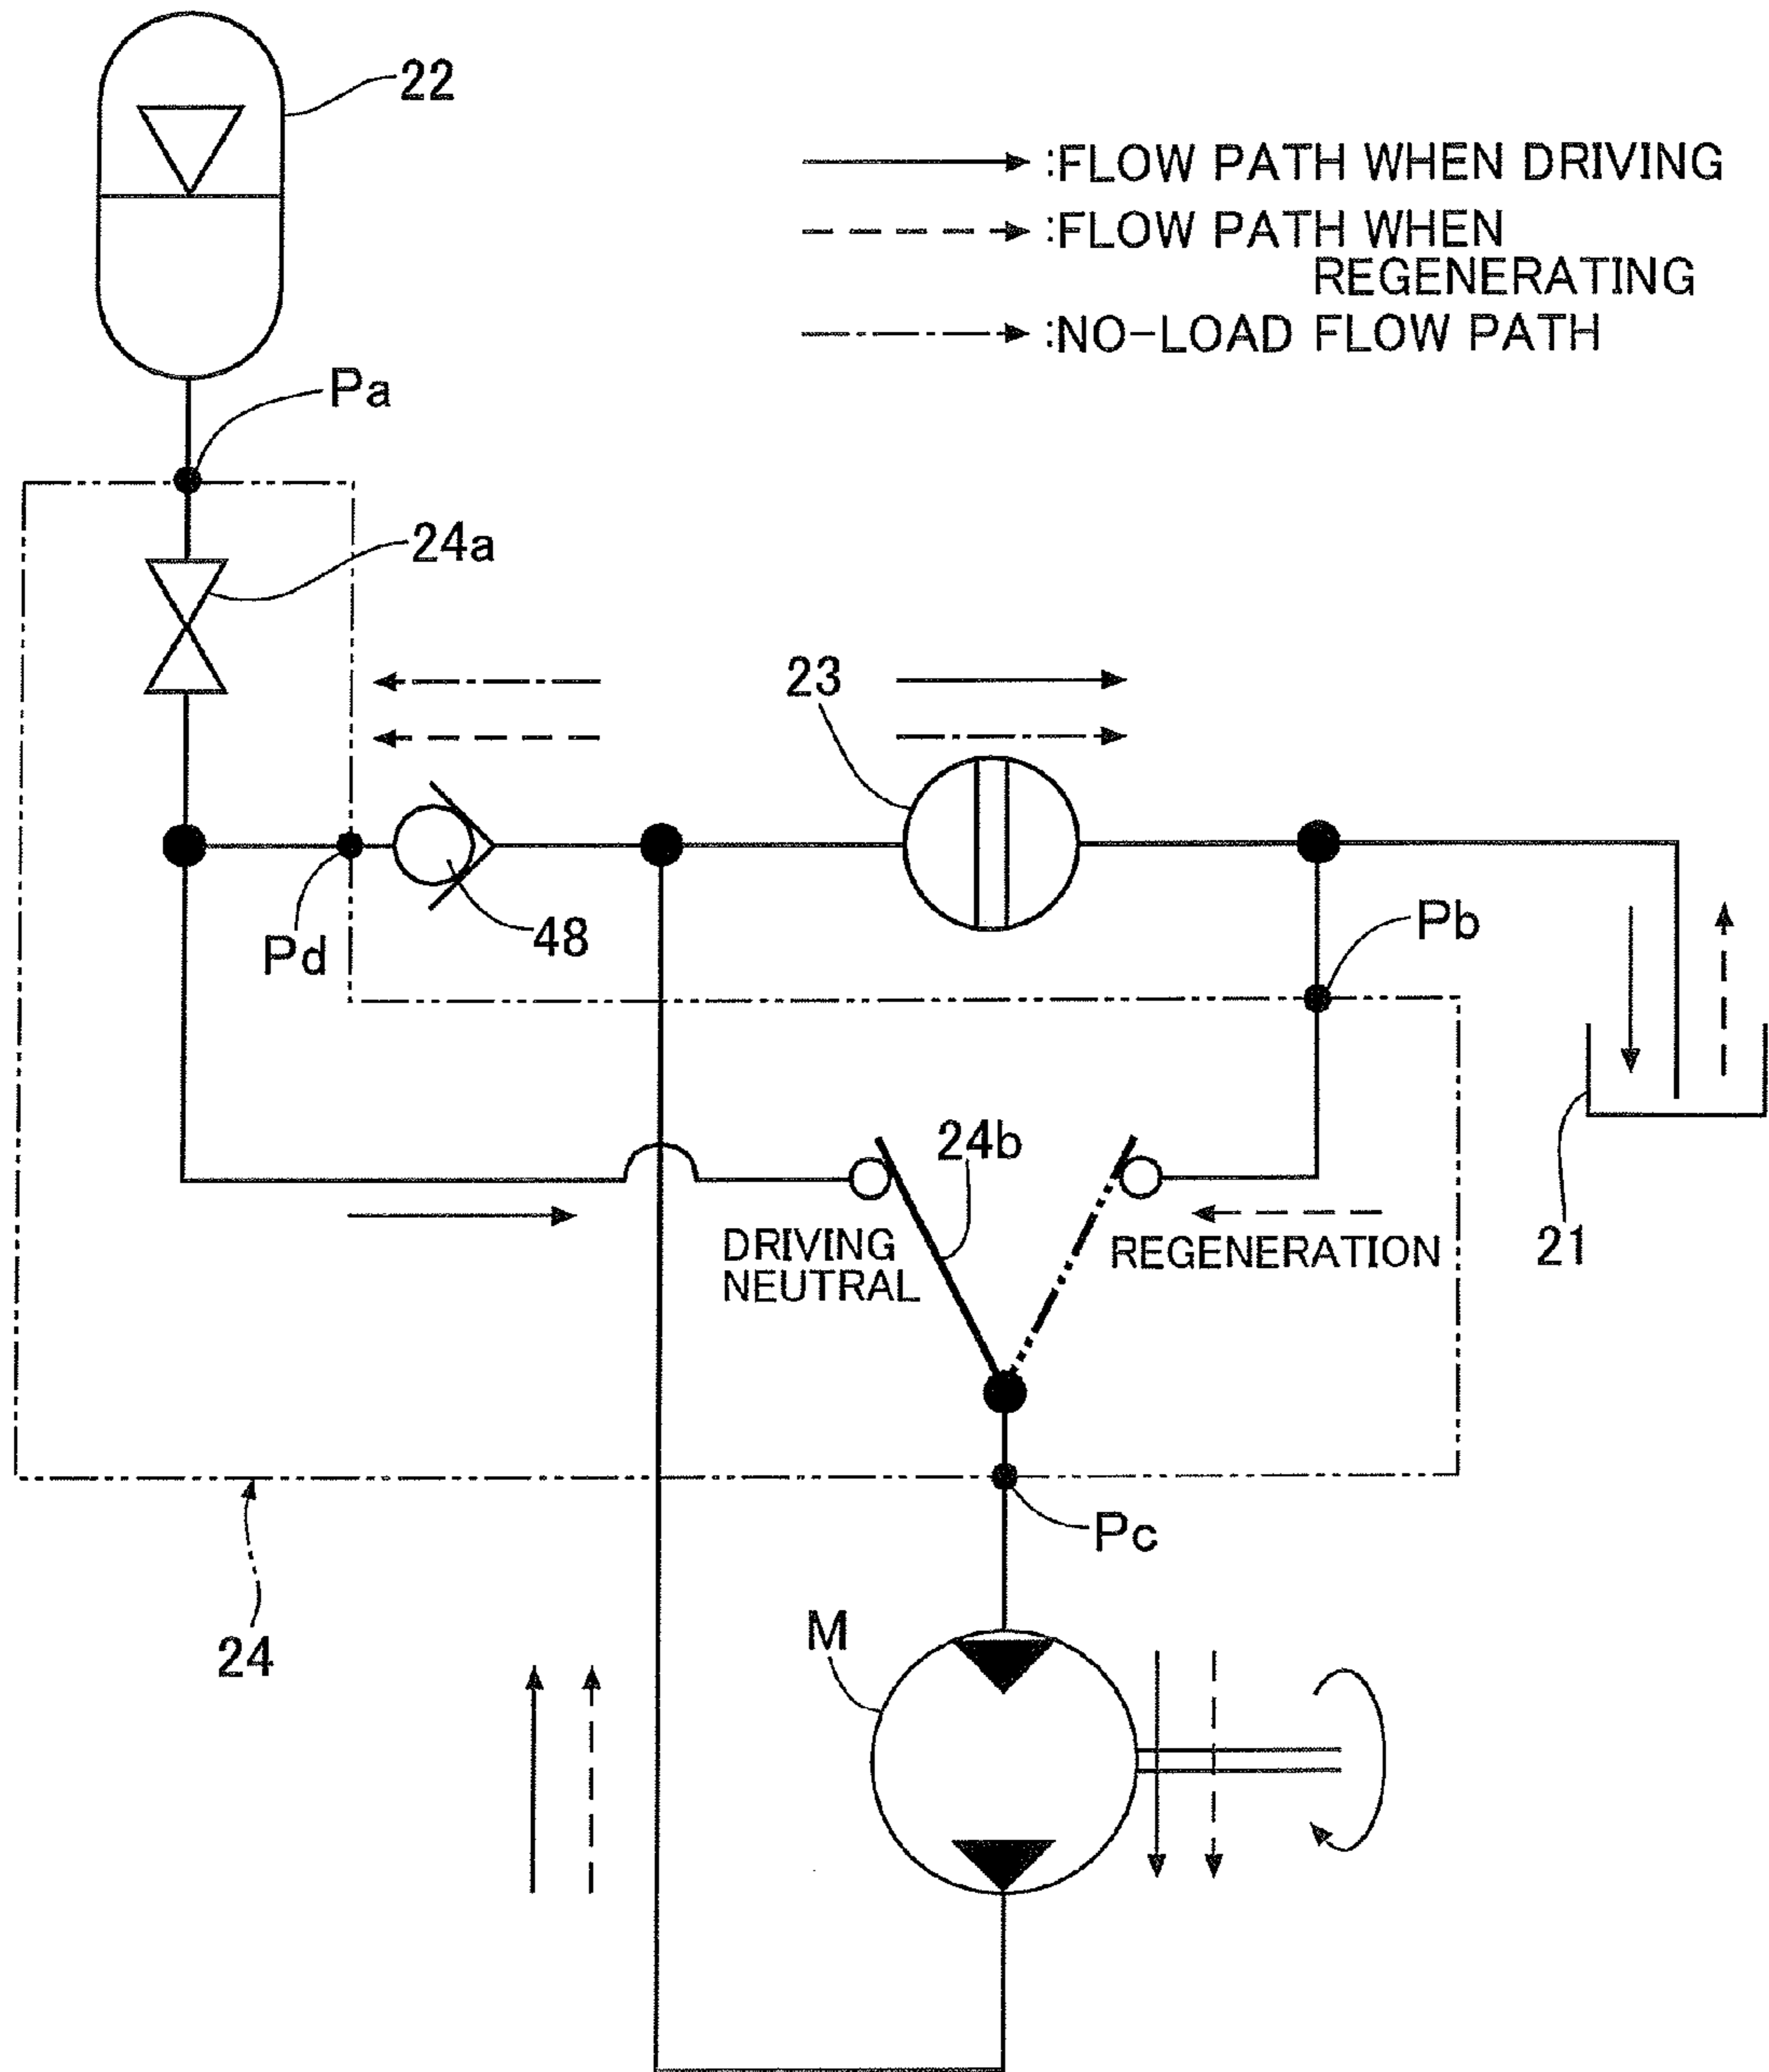 22
:FLOW PATH WHEN DRIVING
:FLOW PATH WHEN
REGENERATING
:NO-LOAD FLOW PATH
Pa
24a
23
Pd
48
Pb
24b
DRIVING
NEUTRAL
REGENERATION
21
Pc
24
M